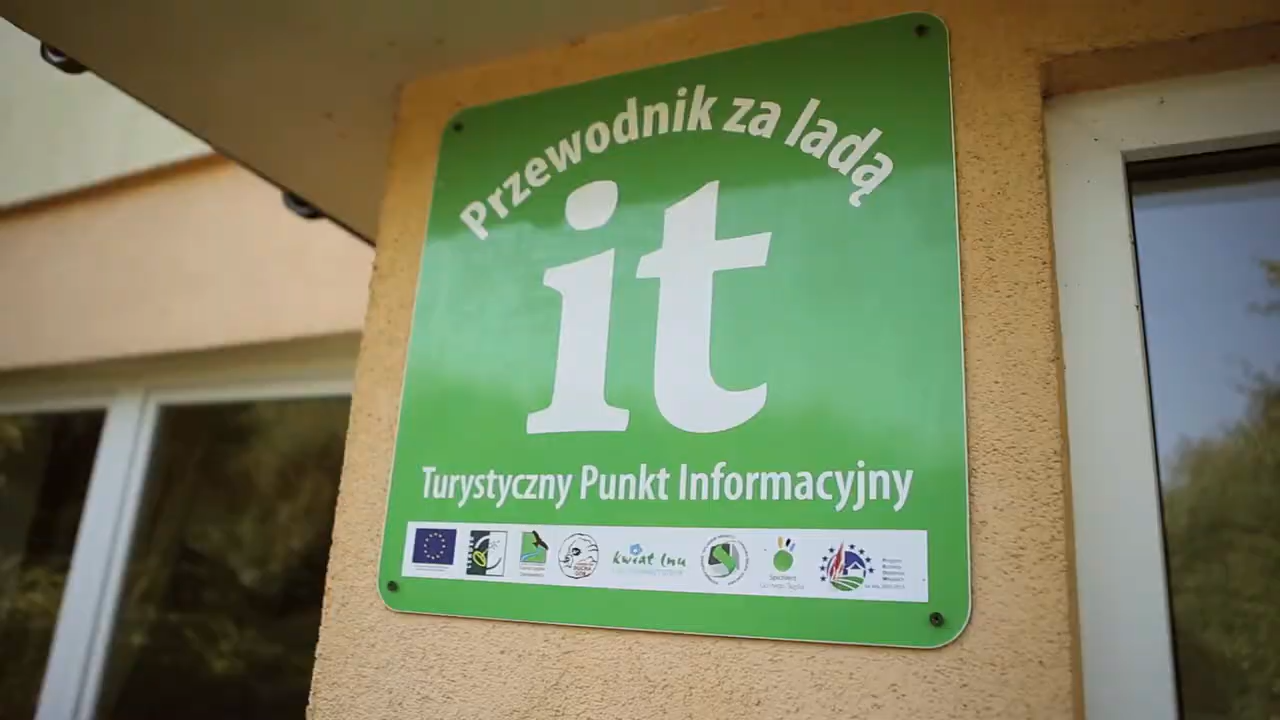 Przewodnik za ladą
it
Turystyczny Punkt Informacyjny
kwiat lnu